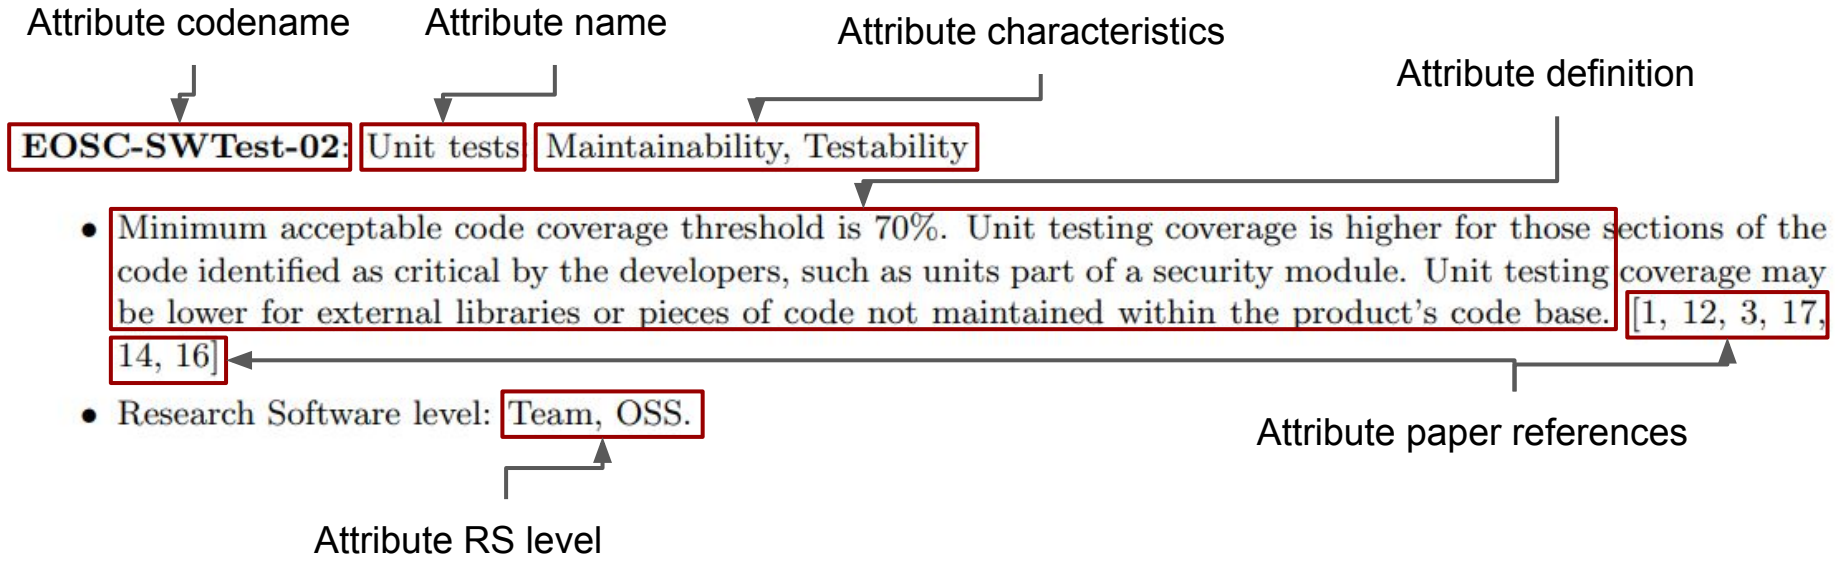 Attribute codename
Attribute name
Attribute characteristics
Attribute definition
EOSC-SWTest-02: Unit tests: Maintainability, Testability
• Minimum acceptable code coverage threshold is 70%. Unit testing coverage is higher for those sections of the
code identified as critical by the developers, such as units part of a security module. Unit testing coverage may
be lower for external libraries or pieces of code not maintained within the product's code base. [1, 12, 3, 17,
14, 16]
• Research Software level: Team, OSS.
Attribute paper references
Attribute RS level